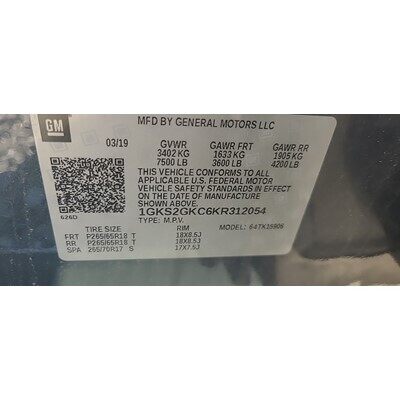 GM
MFD BY GENERAL MOTORS LLC
03/19 GVWR GAWR FRT GAWR RR
3402 KG 1633 KG 1905 KG
7500 LB 3600 LB 4200 LB
THIS VEHICLE CONFORMS TO ALL
APPLICABLE U.S. FEDERAL MOTOR
VEHICLE SAFETY STANDARDS IN EFFECT
ON THE DATE OF MANUFACTURE
SHOWN ABOVE.
1GKS2GKC6KR312054
626D TYPE: M.P.V. MODEL: 64TK15906
TIRE SIZE RIM
FRT P265/65R18 T 18X8.5J
RR P265/65R18 T 18X8.5J
SPA 265/70R17 S 17X7.5J